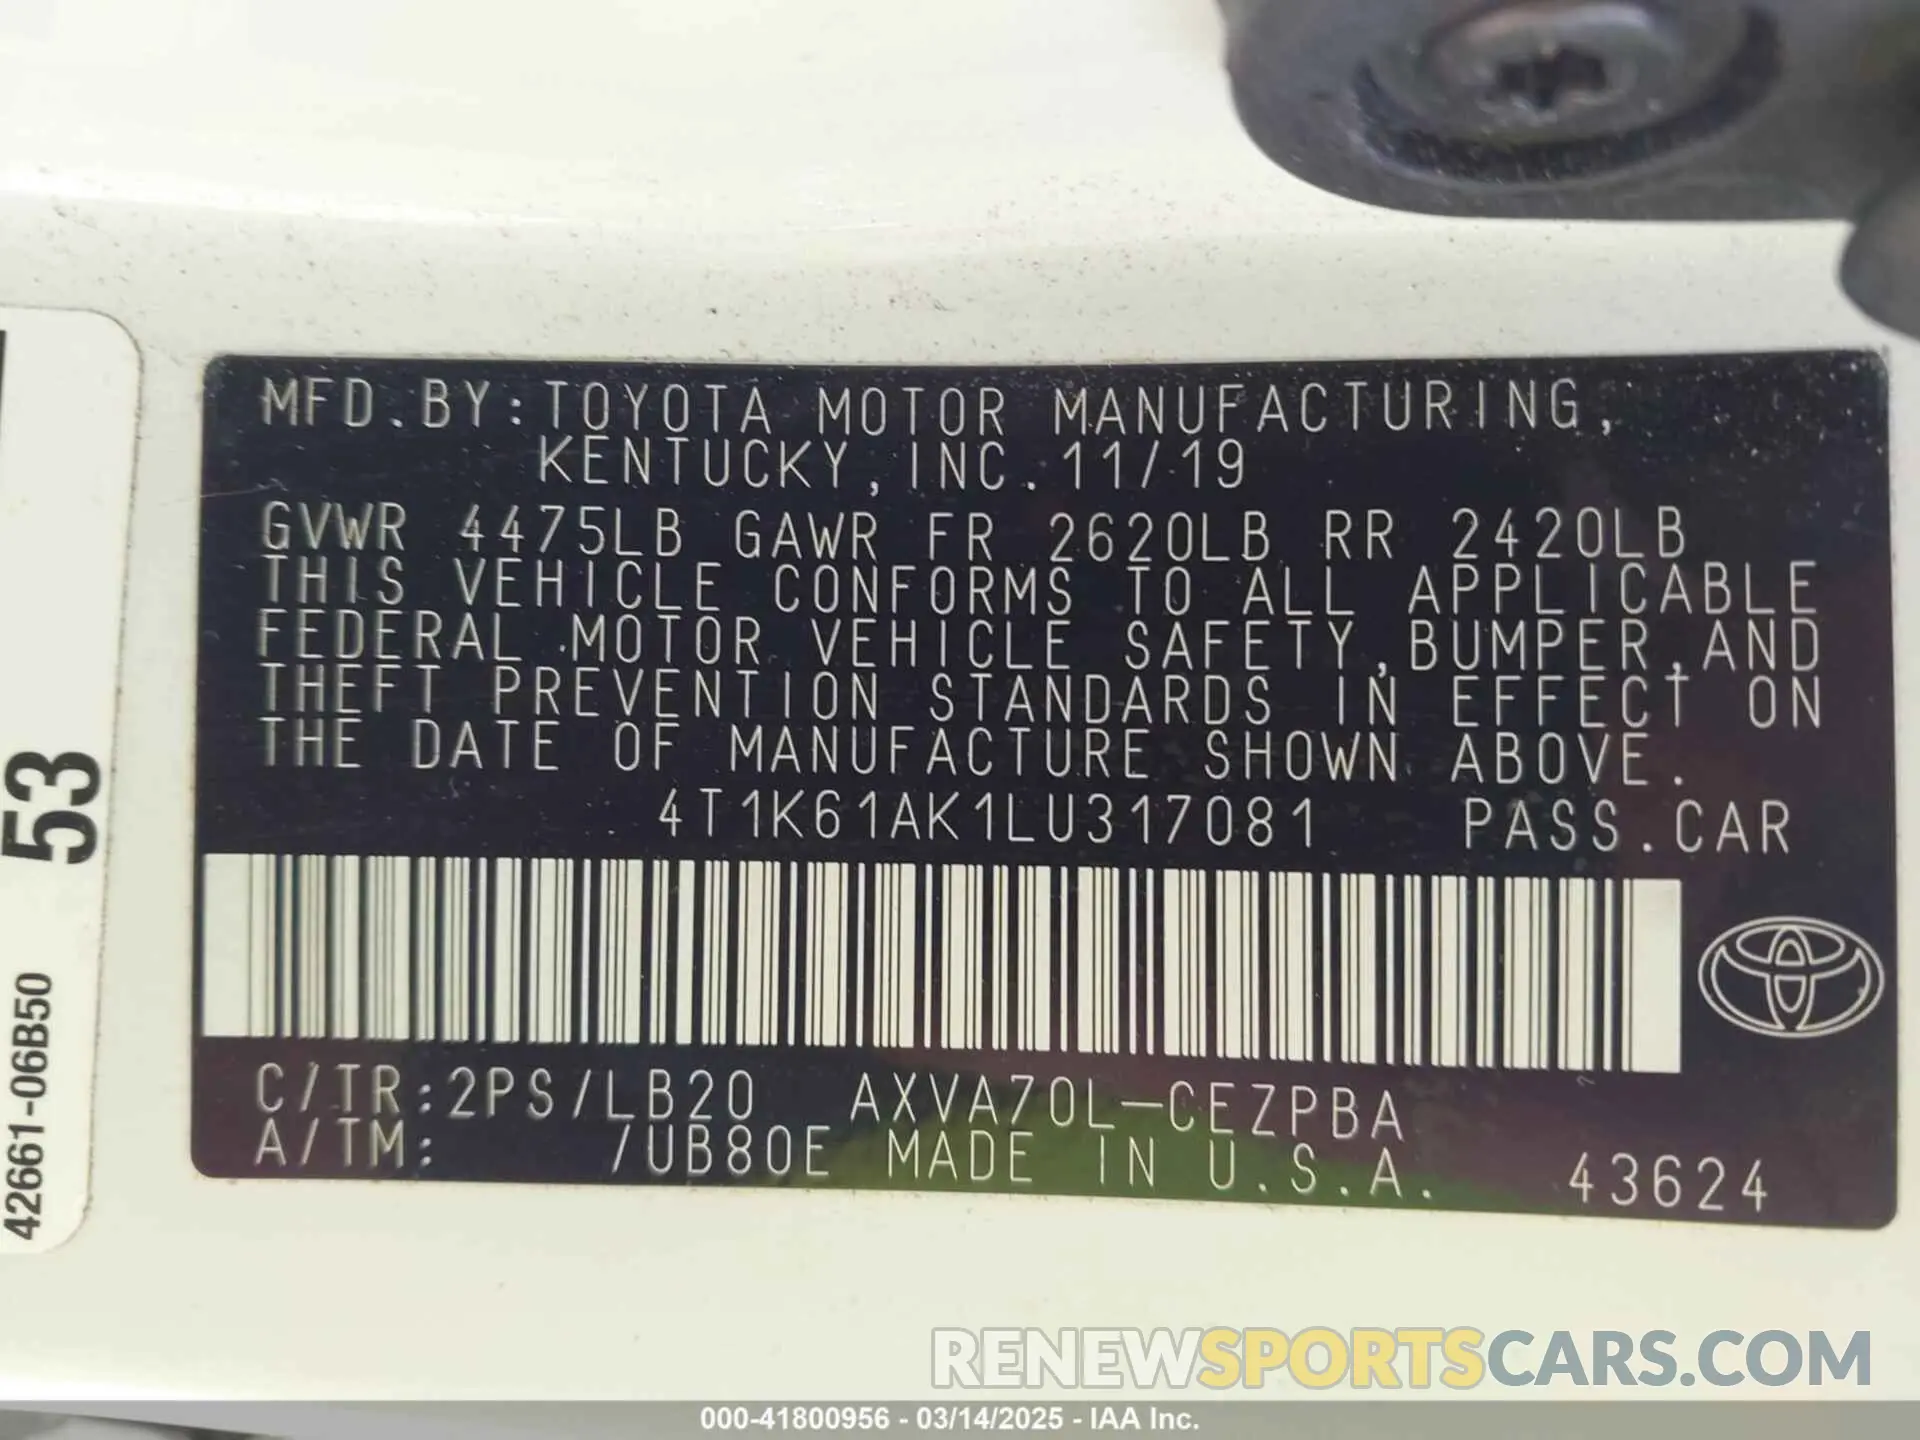 MFD.BY:TOYOTA MOTOR MANUFACTURING,
KENTUCKY,INC.11/19
GVWR 4475LB GAWR FR 2620LB RR 2420LB
THIS VEHICLE CONFORMS TO ALL APPLICABLE
FEDERAL MOTOR VEHICLE SAFETY,BUMPER,AND
THEFT PREVENTION STANDARDS IN EFFECT ON
THE DATE OF MANUFACTURE SHOWN ABOVE.
4T1K61AK1LU317081 PASS.CAR
C/TR:2PS/LB20 AXVA70L-CEZPBA
A/TM: /UB80E MADE IN U.S.A. 43624
53
42661-06B50
RENEWSPORTSCARS.COM
000-41800956 - 03/14/2025 - IAA Inc.